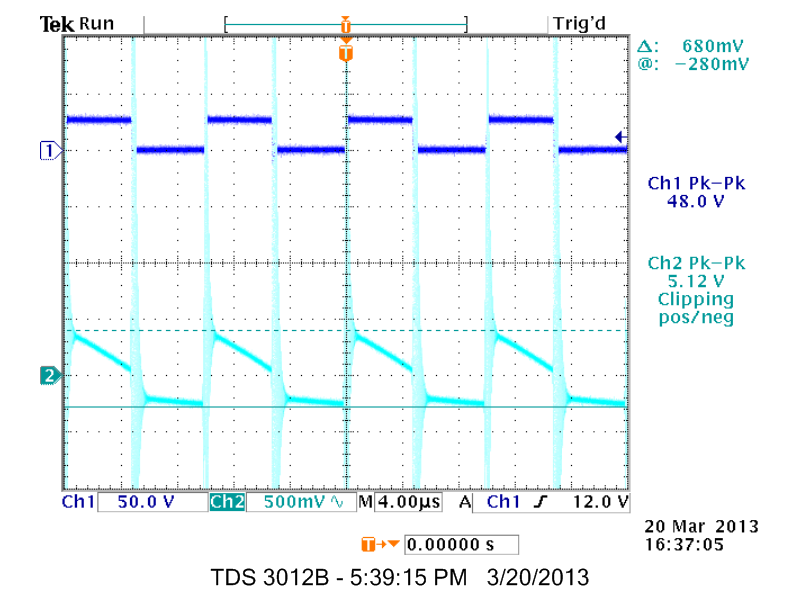 Tek Run Trig'd
T
T
Δ: 680mV
@: −280mV
1
Ch1 Pk−Pk
48.0 V
Ch2 Pk−Pk
5.12 V
Clipping
pos/neg
2
Ch1 50.0 V Ch2 500mV∿ M 4.00µs A Ch1 ƒ 12.0 V
T→▼ 0.00000 s
20 Mar 2013
16:37:05
TDS 3012B - 5:39:15 PM 3/20/2013